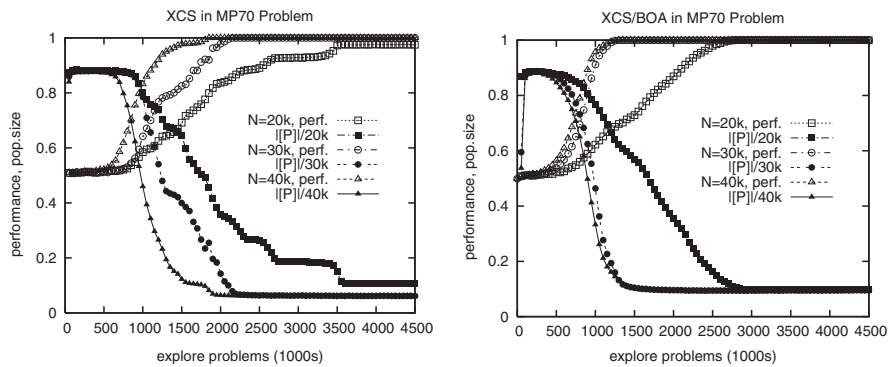 XCS in MP70 Problem
1
0.8
0.6
0.4
0.2
0
performance, pop.size
N=20k, perf.
|[P]|/20k
N=30k, perf.
|[P]|/30k
N=40k, perf.
|[P]|/40k
0 500 1000 1500 2000 2500 3000 3500 4000 4500
explore problems (1000s)
XCS/BOA in MP70 Problem
1
0.8
0.6
0.4
0.2
0
performance, pop.size
N=20k, perf.
|[P]|/20k
N=30k, perf.
|[P]|/30k
N=40k, perf.
|[P]|/40k
0 500 1000 1500 2000 2500 3000 3500 4000 4500
explore problems (1000s)